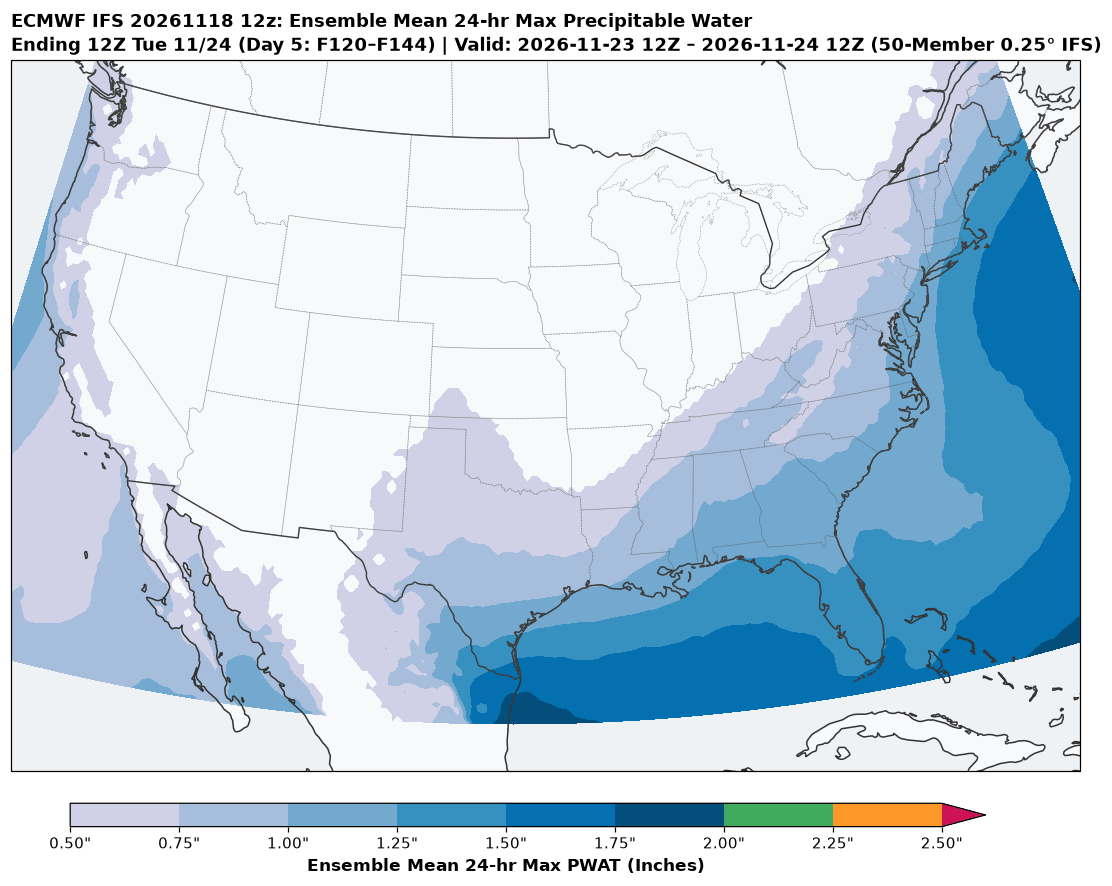 ECMWF IFS 20261118 12z: Ensemble Mean 24-hr Max Precipitable Water
Ending 12Z Tue 11/24 (Day 5: F120–F144) | Valid: 2026-11-23 12Z – 2026-11-24 12Z (50-Member 0.25° IFS)
0.50" 0.75" 1.00" 1.25" 1.50" 1.75" 2.00" 2.25" 2.50"
Ensemble Mean 24-hr Max PWAT (Inches)